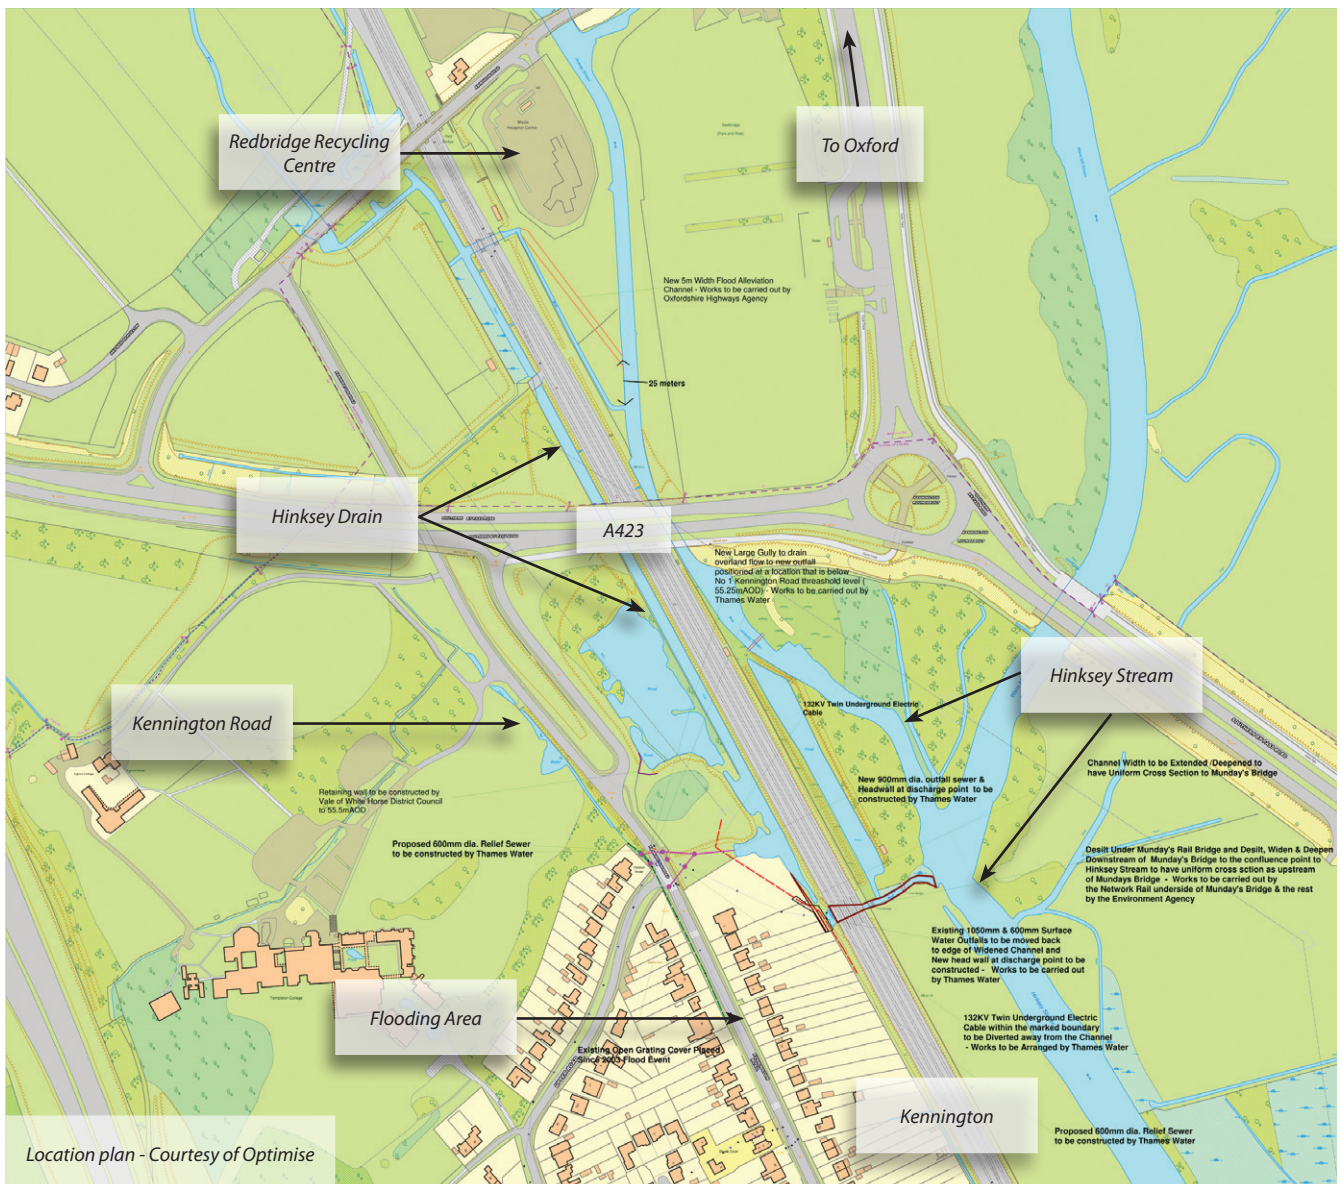 Redbridge Recycling
Centre
To Oxford
New 5m Width Flood Alleviation
Channel - Works to be carried out by
Oxfordshire Highways Agency
25 meters
Hinksey Drain
A423
New Large Gully to drain
overland flow to new outfall
positioned at a location that is below
No 1 Kennington Road threashold level (
55.25mAOD) - Works to be carried out by
Thames Water
Hinksey Stream
Kennington Road
132KV Twin Underground Electric
Cable
Channel Width to be Extended /Deepened to
have Uniform Cross Section to Munday's Bridge
New 900mm dia. outfall sewer &
Headwall at discharge point to be
constructed by Thames Water
Retaining wall to be constructed by
Vale of White Horse District Council
to 55.5mAOD
Proposed 600mm dia. Relief Sewer
to be constructed by Thames Water
Desilt Under Munday's Rail Bridge and Desilt, Widen & Deepen
Downstream of Munday's Bridge to the confluence point to
Hinksey Stream to have uniform cross sction as upstream
of Mundays Bridge - Works to be carried out by
the Network Rail underside of Munday's Bridge & the rest
by the Environment Agency
Existing 1050mm & 600mm Surface
Water Outfalls to be moved back
to edge of Widened Channel and
New head wall at discharge point to be
constructed - Works to be carried out
by Thames Water
Templeton College
Flooding Area
132KV Twin Underground Electric
Cable within the marked boundary
to be Diverted away from the Channel
- Works to be Arranged by Thames Water
Existing Open Grating Cover Placed
Since 2003 Flood Event
Kennington
Proposed 600mm dia. Relief Sewer
to be constructed by Thames Water
Location plan - Courtesy of Optimise